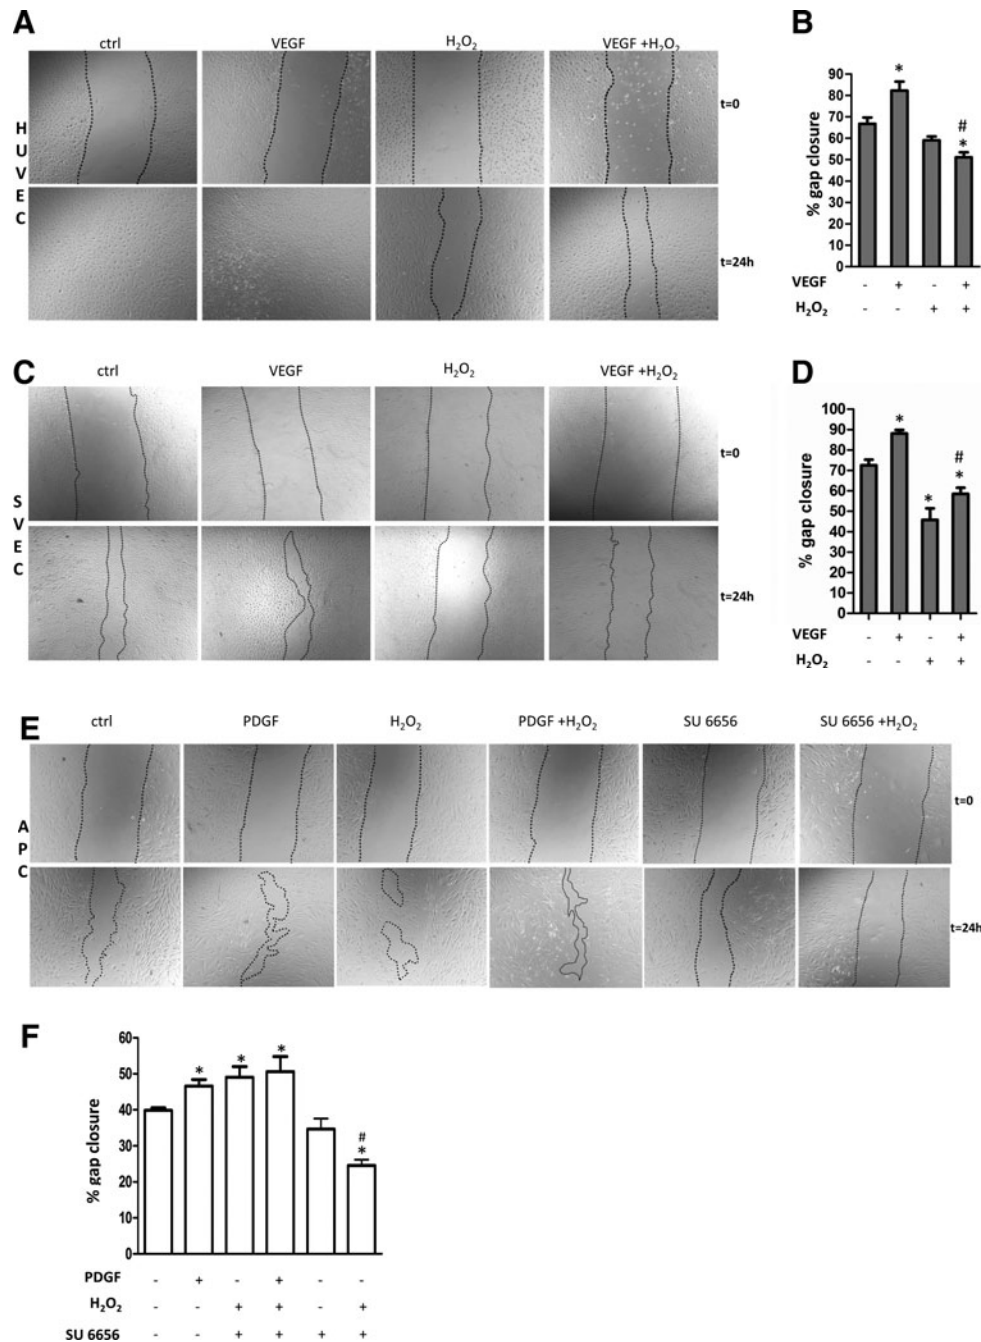 A
ctrl
VEGF
H₂O₂
VEGF +H₂O₂
t=0
H
U
V
E
C
t=24h
B
% gap closure
90
80
70
60
50
40
30
20
10
0
*
#
*
VEGF - + - +
H₂O₂ - - + +
C
ctrl
VEGF
H₂O₂
VEGF +H₂O₂
t=0
S
V
E
C
t=24h
D
% gap closure
100
90
80
70
60
50
40
30
20
10
0
*
*
#
*
VEGF - + - +
H₂O₂ - - + +
E
ctrl
PDGF
H₂O₂
PDGF +H₂O₂
SU 6656
SU 6656 +H₂O₂
t=0
A
P
C
t=24h
F
% gap closure
60
50
40
30
20
10
0
*
*
*
#
*
PDGF - + - + - -
H₂O₂ - - + + - +
SU 6656 - - + + + +